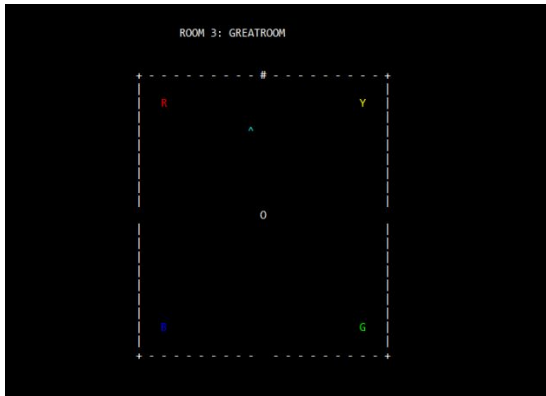 ROOM 3: GREATROOM
+ - - - - - - - - - # - - - - - - - - - +
|
|
| R Y |
| |
| ^ |
| |
| |
| |
| |
| |
O
| |
| |
| |
| |
| |
| |
| |
| B G |
| |
+ - - - - - - - - -   - - - - - - - - - +